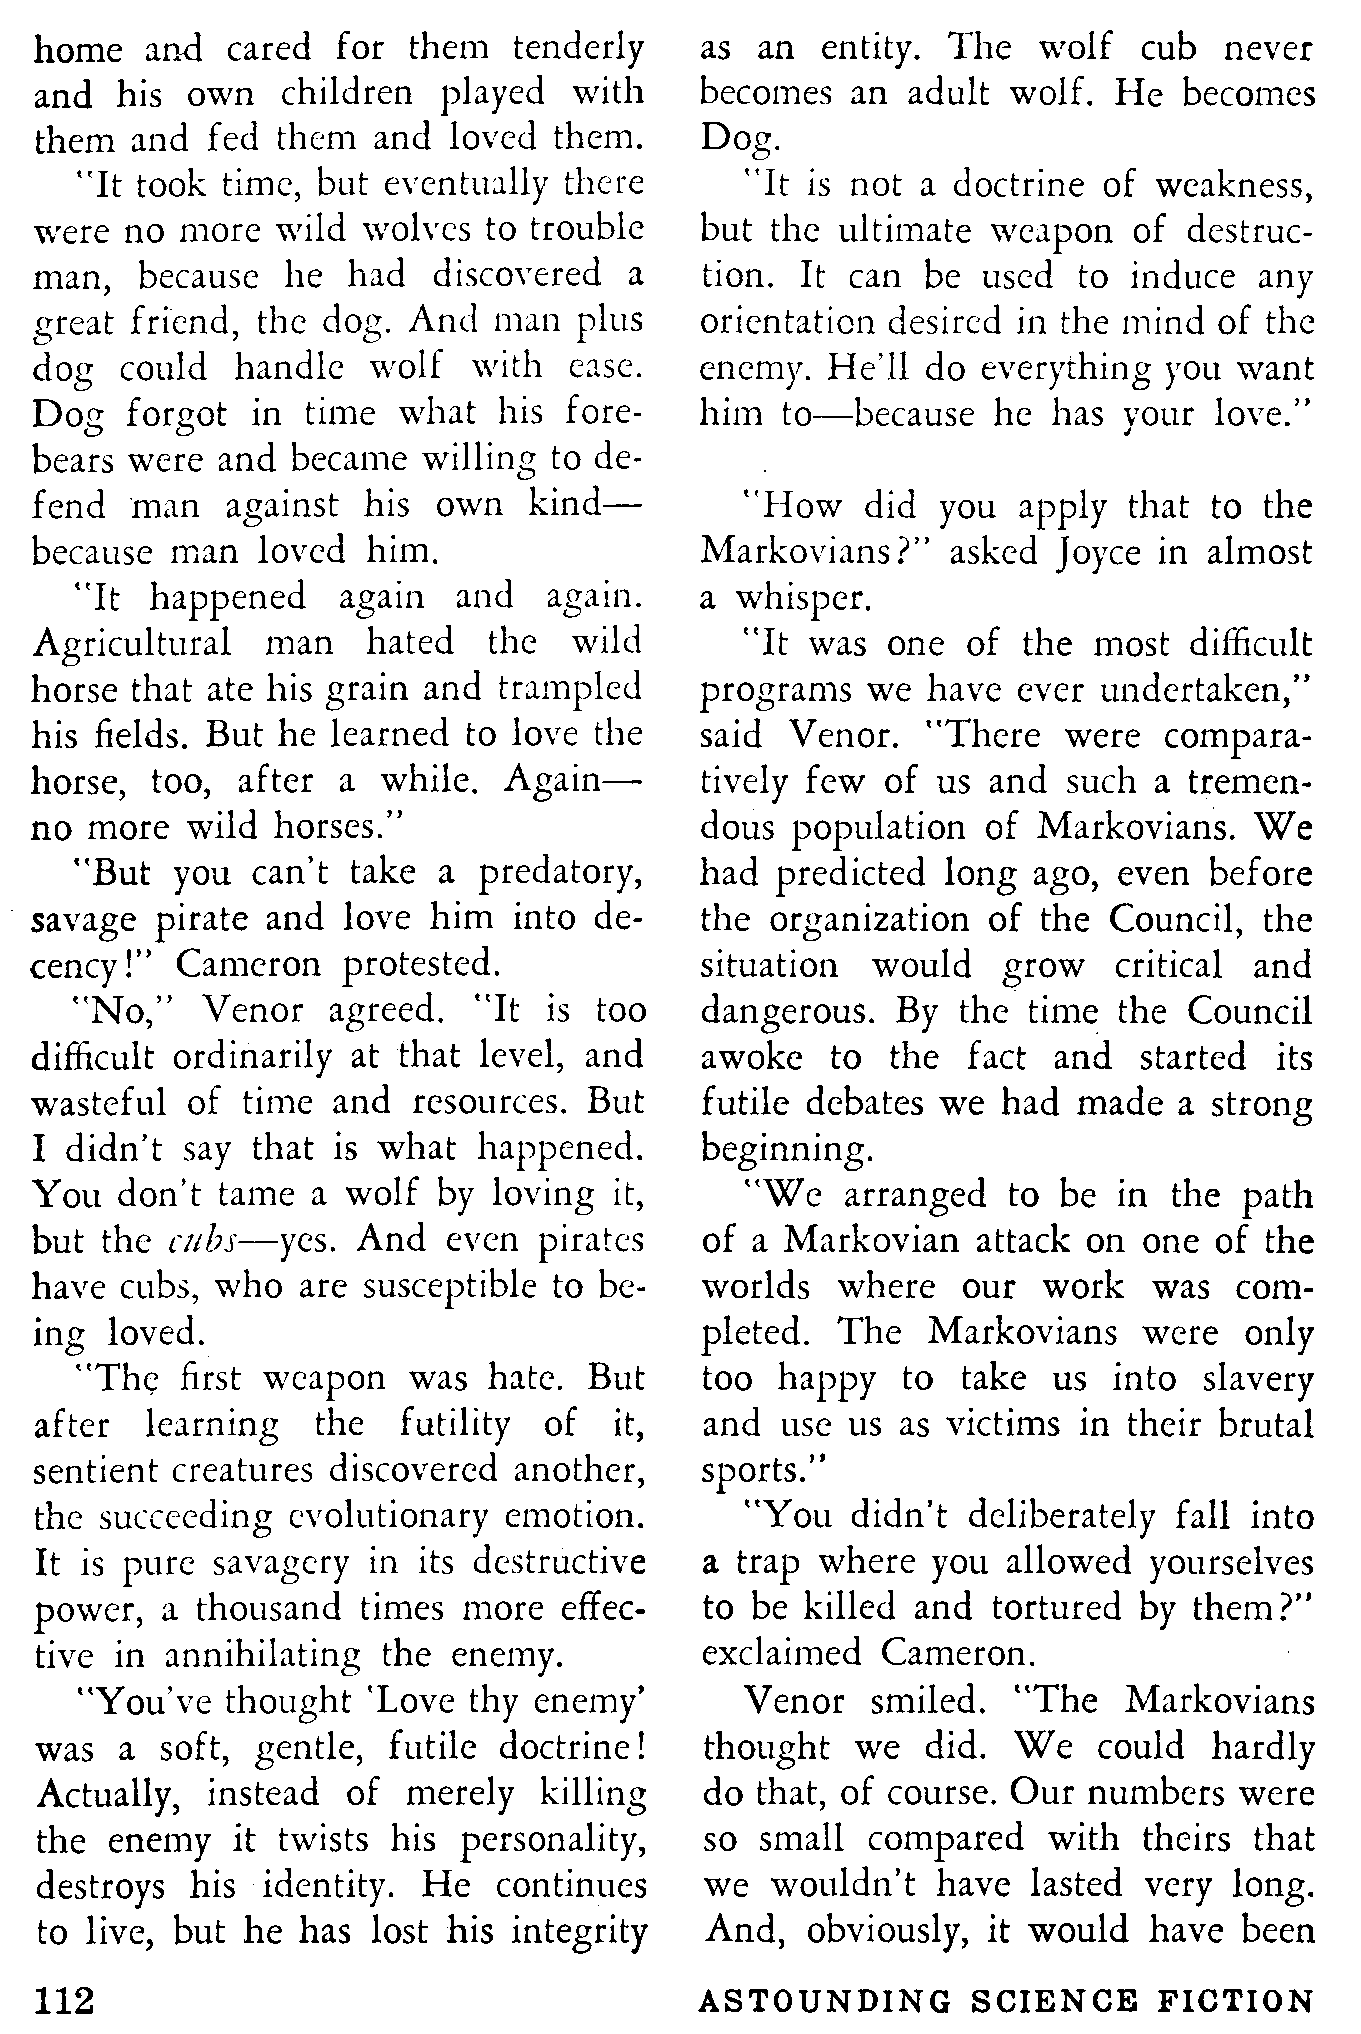 home and cared for them tenderly
and his own children played with
them and fed them and loved them.
"It took time, but eventually there
were no more wild wolves to trouble
man, because he had discovered a
great friend, the dog. And man plus
dog could handle wolf with ease.
Dog forgot in time what his fore-
bears were and became willing to de-
fend man against his own kind—
because man loved him.
"It happened again and again.
Agricultural man hated the wild
horse that ate his grain and trampled
his fields. But he learned to love the
horse, too, after a while. Again—
no more wild horses."
"But you can't take a predatory,
savage pirate and love him into de-
cency!" Cameron protested.
"No," Venor agreed. "It is too
difficult ordinarily at that level, and
wasteful of time and resources. But
I didn't say that is what happened.
You don't tame a wolf by loving it,
but the cubs—yes. And even pirates
have cubs, who are susceptible to be-
ing loved.
"The first weapon was hate. But
after learning the futility of it,
sentient creatures discovered another,
the succeeding evolutionary emotion.
It is pure savagery in its destructive
power, a thousand times more effec-
tive in annihilating the enemy.
"You've thought 'Love thy enemy'
was a soft, gentle, futile doctrine!
Actually, instead of merely killing
the enemy it twists his personality,
destroys his identity. He continues
to live, but he has lost his integrity
as an entity. The wolf cub never
becomes an adult wolf. He becomes
Dog.
"It is not a doctrine of weakness,
but the ultimate weapon of destruc-
tion. It can be used to induce any
orientation desired in the mind of the
enemy. He'll do everything you want
him to—because he has your love."
"How did you apply that to the
Markovians?" asked Joyce in almost
a whisper.
"It was one of the most difficult
programs we have ever undertaken,"
said Venor. "There were compara-
tively few of us and such a tremen-
dous population of Markovians. We
had predicted long ago, even before
the organization of the Council, the
situation would grow critical and
dangerous. By the time the Council
awoke to the fact and started its
futile debates we had made a strong
beginning.
"We arranged to be in the path
of a Markovian attack on one of the
worlds where our work was com-
pleted. The Markovians were only
too happy to take us into slavery
and use us as victims in their brutal
sports."
"You didn't deliberately fall into
a trap where you allowed yourselves
to be killed and tortured by them?"
exclaimed Cameron.
Venor smiled. "The Markovians
thought we did. We could hardly
do that, of course. Our numbers were
so small compared with theirs that
we wouldn't have lasted very long.
And, obviously, it would have been
112
ASTOUNDING SCIENCE FICTION